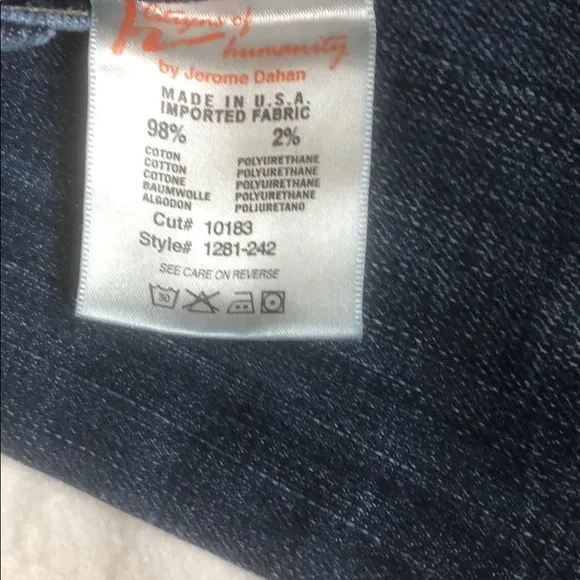 Citizens of
humanity
by Jerome Dahan
MADE IN U.S.A.
IMPORTED FABRIC
98% 2%
COTON POLYURETHANE
COTTON POLYURETHANE
COTONE POLYURETHANE
BAUMWOLLE POLYURETHANE
ALGODON POLIURETANO
Cut# 10183
Style# 1281-242
SEE CARE ON REVERSE
30